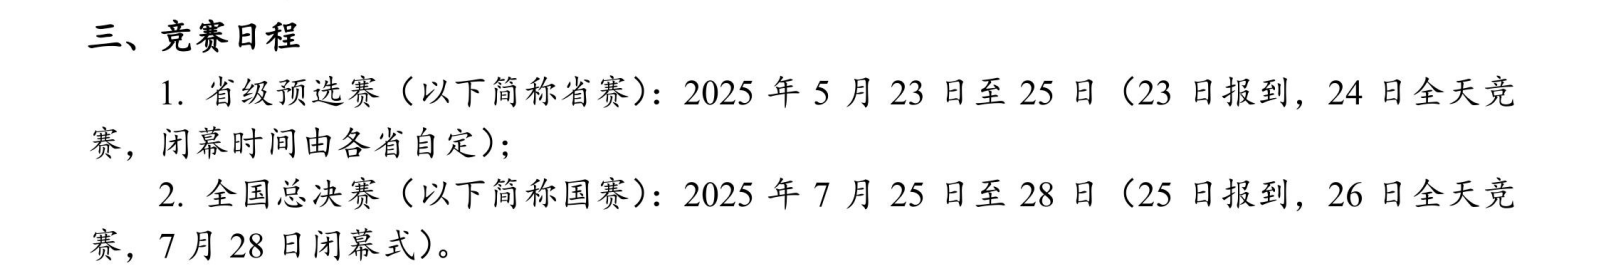 三、竞赛日程
1. 省级预选赛（以下简称省赛）：2025 年 5 月 23 日至 25 日（23 日报到，24 日全天竞
赛，闭幕时间由各省自定）；
2. 全国总决赛（以下简称国赛）：2025 年 7 月 25 日至 28 日（25 日报到，26 日全天竞
赛，7 月 28 日闭幕式）。